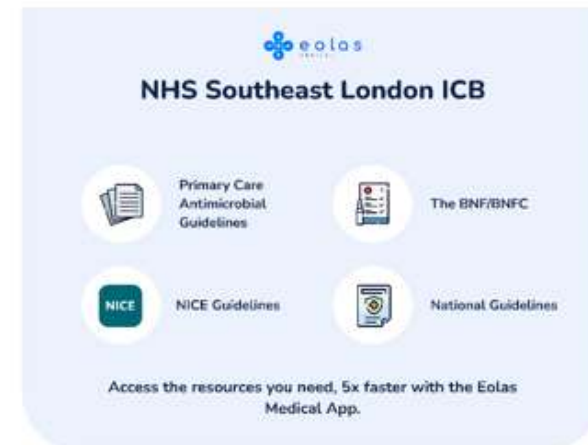 eolas
NHS Southeast London ICB
Primary Care
Antimicrobial
Guidelines
The BNF/BNFC
NICE
NICE Guidelines
National Guidelines
Access the resources you need, 5x faster with the Eolas
Medical App.